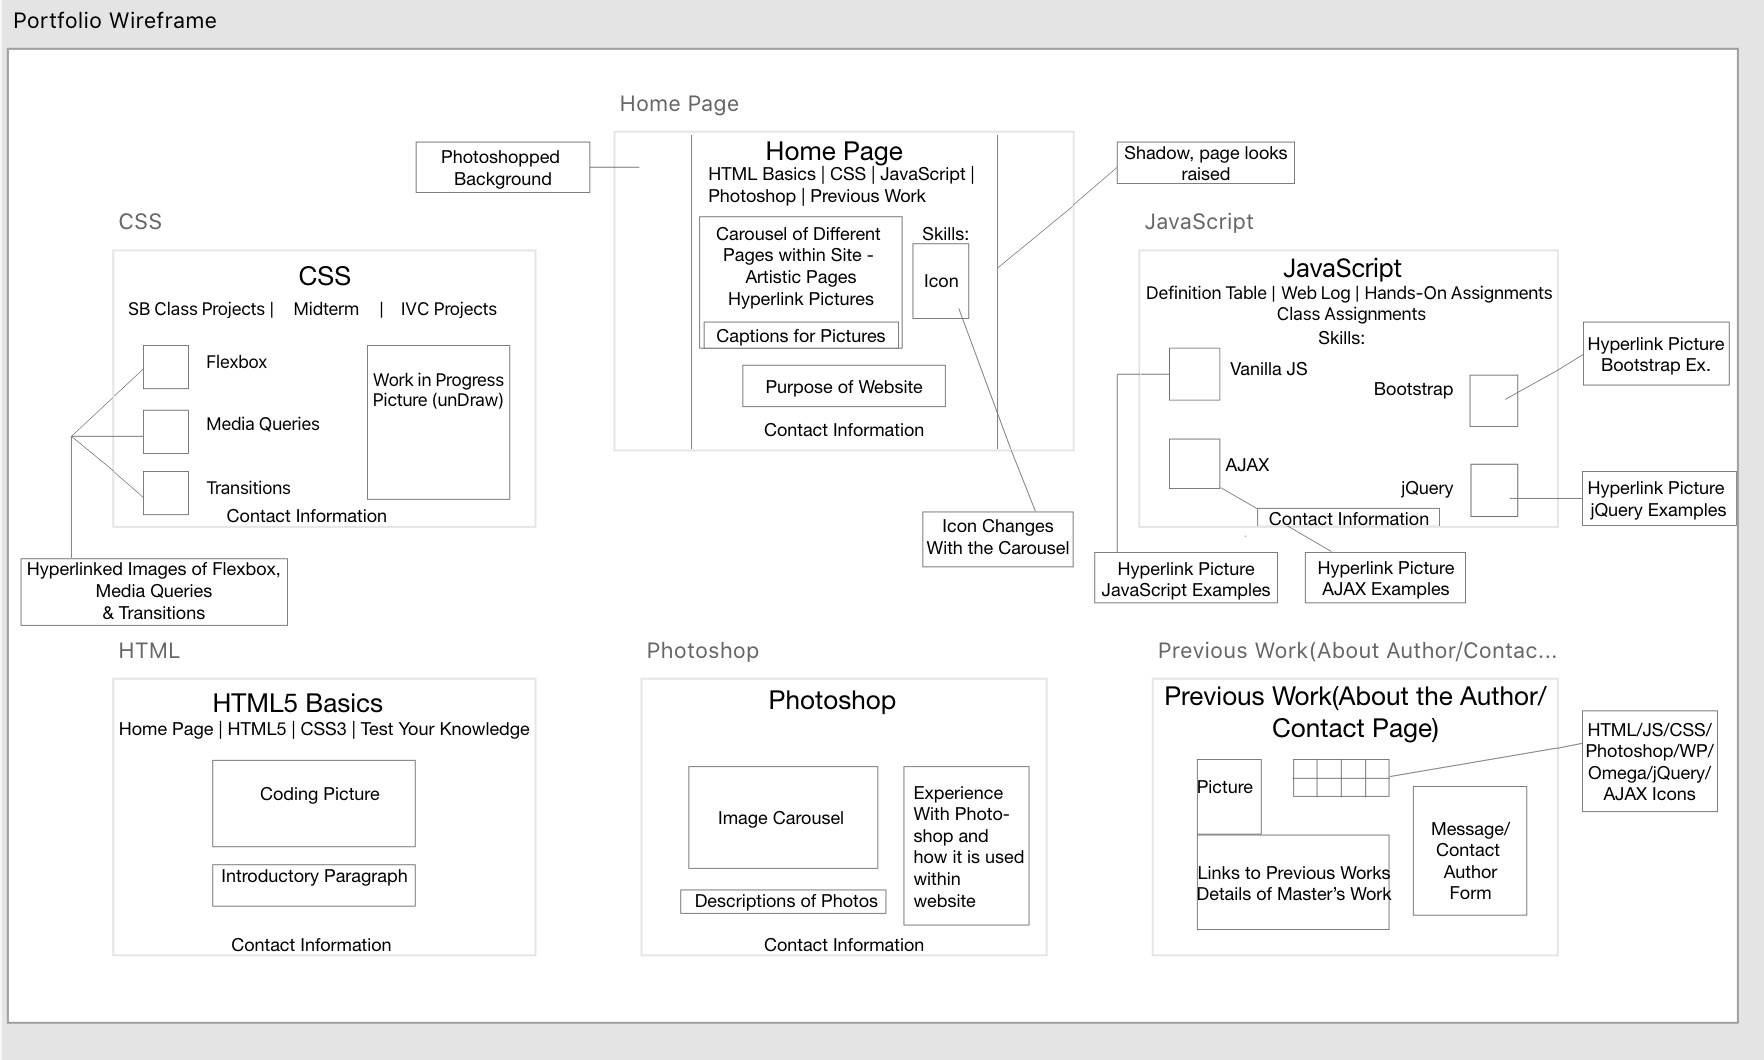 Portfolio Wireframe
Home Page
Photoshopped
Background
Home Page
HTML Basics | CSS | JavaScript |
Photoshop | Previous Work
Carousel of Different
Pages within Site -
Artistic Pages
Hyperlink Pictures
Captions for Pictures
Skills:
Icon
Purpose of Website
Contact Information
Shadow, page looks
raised
Icon Changes
With the Carousel
CSS
CSS
SB Class Projects | Midterm | IVC Projects
Flexbox
Media Queries
Transitions
Work in Progress
Picture (unDraw)
Contact Information
Hyperlinked Images of Flexbox,
Media Queries
& Transitions
JavaScript
JavaScript
Definition Table | Web Log | Hands-On Assignments
Class Assignments
Skills:
Vanilla JS
Bootstrap
AJAX
jQuery
Contact Information
Hyperlink Picture
Bootstrap Ex.
Hyperlink Picture
jQuery Examples
Hyperlink Picture
JavaScript Examples
Hyperlink Picture
AJAX Examples
HTML
HTML5 Basics
Home Page | HTML5 | CSS3 | Test Your Knowledge
Coding Picture
Introductory Paragraph
Contact Information
Photoshop
Photoshop
Image Carousel
Descriptions of Photos
Experience
With Photo-
shop and
how it is used
within
website
Contact Information
Previous Work(About Author/Contac...
Previous Work(About the Author/
Contact Page)
Picture
Links to Previous Works
Details of Master's Work
Message/
Contact
Author
Form
HTML/JS/CSS/
Photoshop/WP/
Omega/jQuery/
AJAX Icons